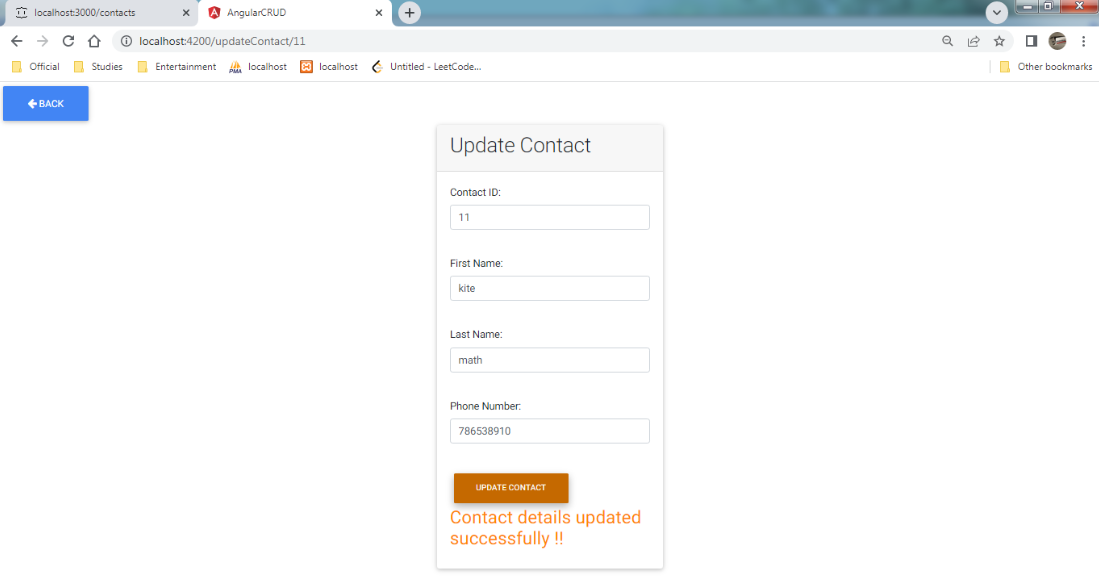 localhost:3000/contacts
AngularCRUD
localhost:4200/updateContact/11
Official Studies Entertainment PMA localhost localhost Untitled - LeetCode... Other bookmarks
BACK
Update Contact
Contact ID:
11
First Name:
kite
Last Name:
math
Phone Number:
786538910
UPDATE CONTACT
Contact details updated
successfully !!